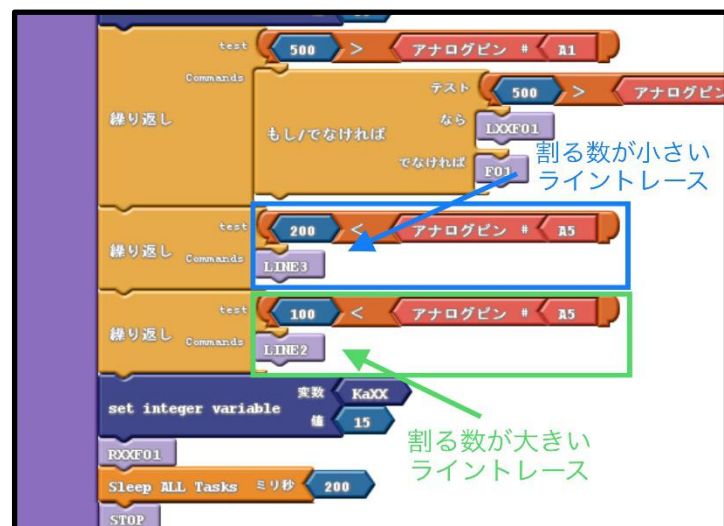 test 500 > アナログピン # A1
Commands
繰り返し
もし/でなければ
テスト 500 > アナログピン
なら LXXF01
でなければ F01
割る数が小さい
ライントレース
test 200 < アナログピン # A5
繰り返し Commands
LINE3
test 100 < アナログピン # A5
繰り返し Commands
LINE2
set integer variable
変数 KaXX
値 15
割る数が大きい
ライントレース
RXXF01
Sleep ALL Tasks ミリ秒 200
STOP